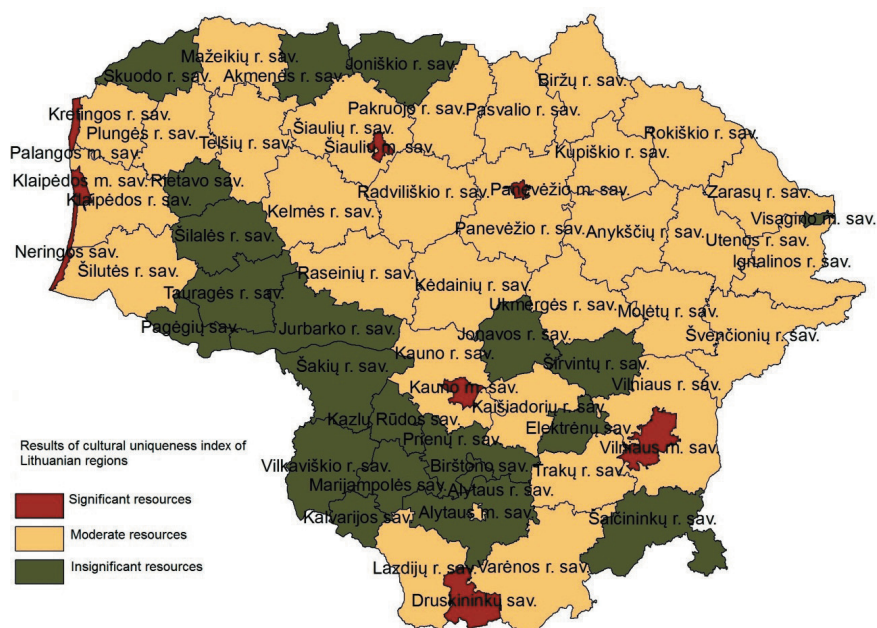 Mažeikių r. sav.
Skuodo r. sav.
Akmenės r. sav.
Joniškio r. sav.
Biržų r. sav.
Kretingos r. sav.
Pakruojo r. sav.
Pasvalio r. sav.
Plungės r. sav.
Telšių r. sav.
Šiaulių r. sav.
Šiaulių m. sav.
Rokiškio r. sav.
Kupiškio r. sav.
Palangos m. sav.
Klaipėdos m. sav.
Rietavo sav.
Klaipėdos r. sav.
Radviliškio r. sav.
Panevėžio m. sav.
Zarasų r. sav.
Kelmės r. sav.
Visagino m. sav.
Šilalės r. sav.
Panevėžio r. sav.
Anykščių r. sav.
Utenos r. sav.
Neringos sav.
Ignalinos r. sav.
Šilutės r. sav.
Raseinių r. sav.
Kėdainių r. sav.
Tauragės r. sav.
Ukmergės r. sav.
Molėtų r. sav.
Pagėgių sav.
Jurbarko r. sav.
Jonavos r. sav.
Švenčionių r. sav.
Kauno r. sav.
Šakių r. sav.
Širvintų r. sav.
Vilniaus r. sav.
Kauno m. sav.
Kazlų Rūdos sav.
Kaišiadorių r. sav.
Elektrėnų sav.
Prienų r. sav.
Vilniaus m. sav.
Vilkaviškio r. sav.
Birštono sav.
Trakų r. sav.
Marijampolės sav.
Alytaus r. sav.
Kalvarijos sav.
Alytaus m. sav.
Šalčininkų r. sav.
Lazdijų r. sav.
Varėnos r. sav.
Druskininkų sav.
Results of cultural uniqueness index of
Lithuanian regions
Significant resources
Moderate resources
Insignificant resources